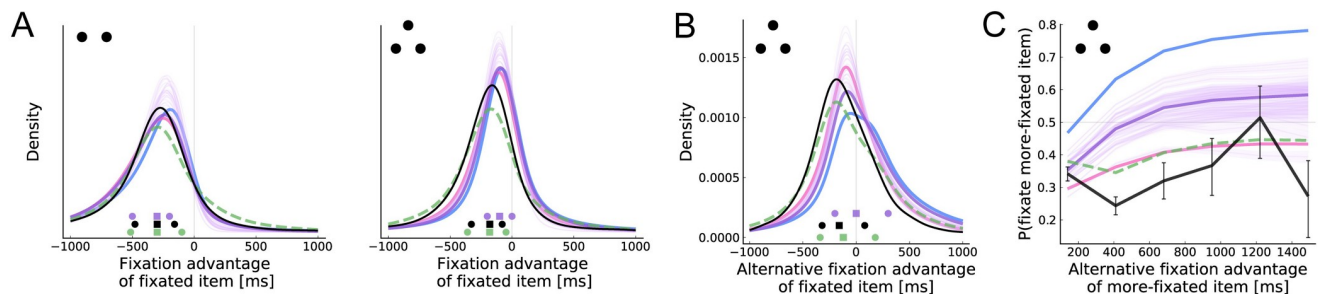 A
Density
−1000
−500
0
500
1000
Fixation advantage
of fixated item [ms]
Density
−1000
−500
0
500
1000
Fixation advantage
of fixated item [ms]
B
Density
0.0015
0.0010
0.0005
0.0000
−1000
−500
0
500
1000
Alternative fixation advantage
of fixated item [ms]
C
P(fixate more-fixated item)
0.8
0.7
0.6
0.5
0.4
0.3
0.2
200
400
600
800
1000
1200
1400
Alternative fixation advantage
of more-fixated item [ms]